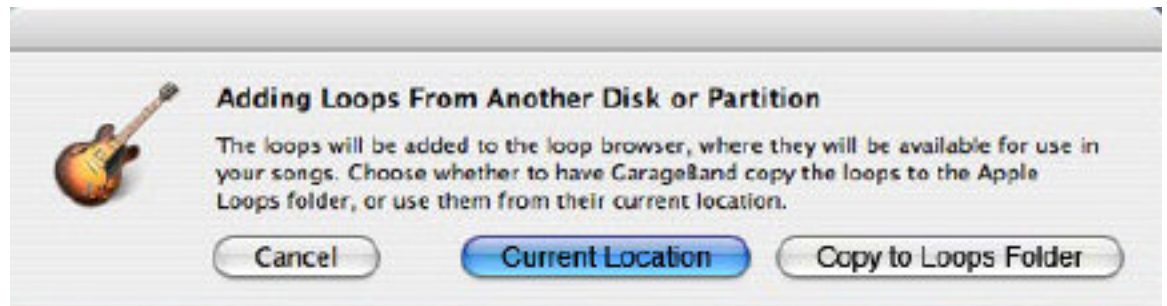 Adding Loops From Another Disk or Partition
The loops will be added to the loop browser, where they will be available for use in
your songs. Choose whether to have GarageBand copy the loops to the Apple
Loops folder, or use them from their current location.
Cancel Current Location Copy to Loops Folder